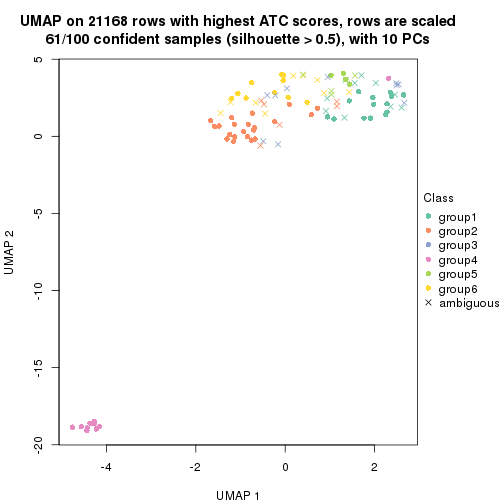 UMAP on 21168 rows with highest ATC scores, rows are scaled
61/100 confident samples (silhouette > 0.5), with 10 PCs
5
0
-5
-10
-15
-20
UMAP 2
-4
-2
0
2
UMAP 1
Class
group1
group2
group3
group4
group5
group6
ambiguous